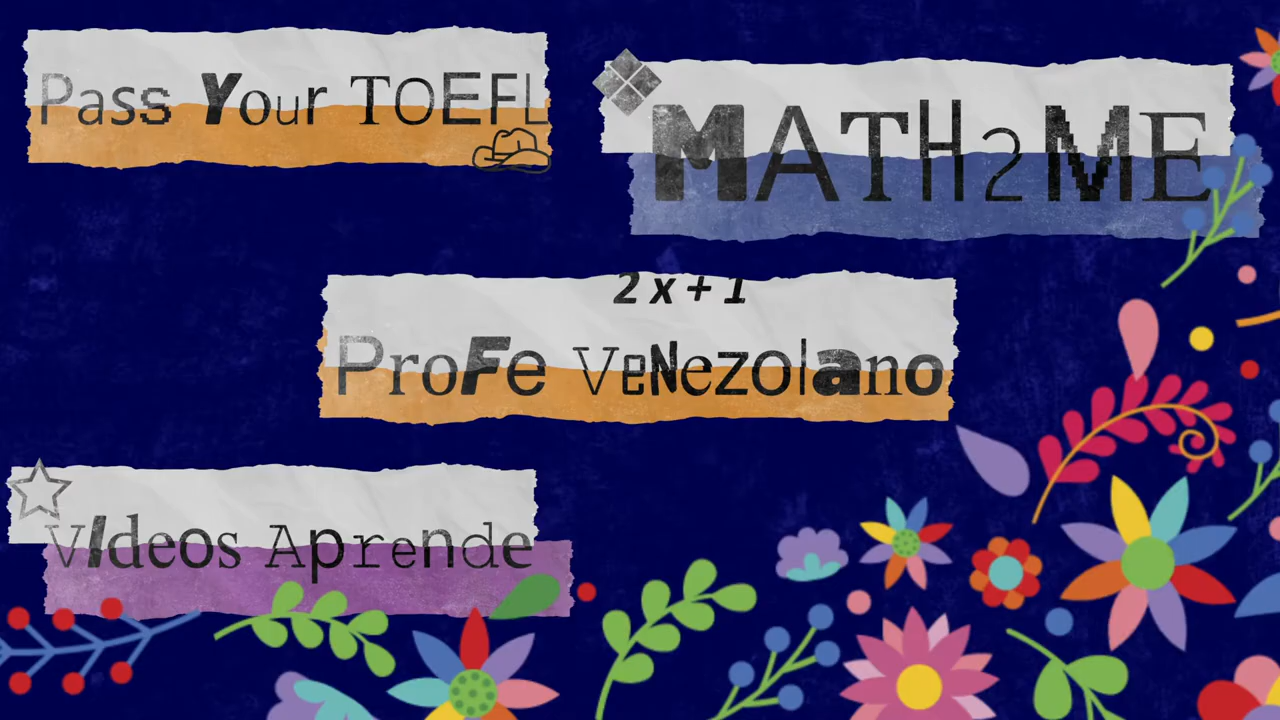 Pass Your TOEFL
MATH2ME
2x+1
ProFe VeNezolano
VIdeos Aprende